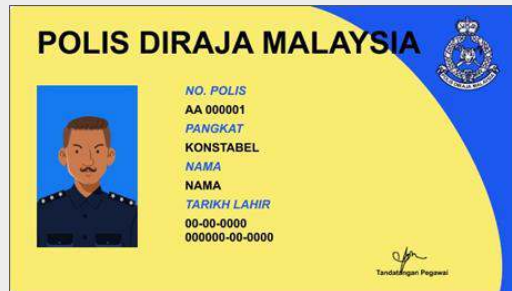 POLIS DIRAJA MALAYSIA
NO. POLIS
AA 000001
PANGKAT
KONSTABEL
NAMA
NAMA
TARIKH LAHIR
00-00-0000
000000-00-0000
Tandatangan Pegawai